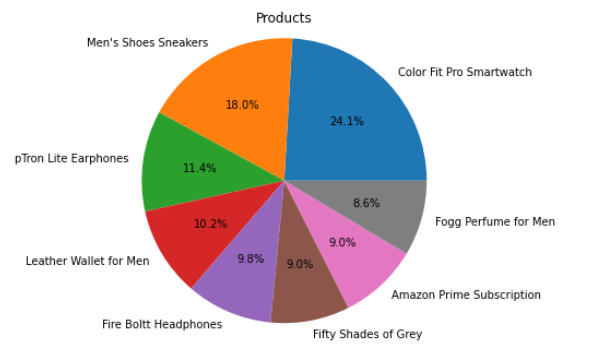 Products
Men's Shoes Sneakers
Color Fit Pro Smartwatch
18.0%
24.1%
pTron Lite Earphones
11.4%
8.6%
10.2%
Fogg Perfume for Men
9.0%
Leather Wallet for Men
9.8%
9.0%
Amazon Prime Subscription
Fire Boltt Headphones
Fifty Shades of Grey